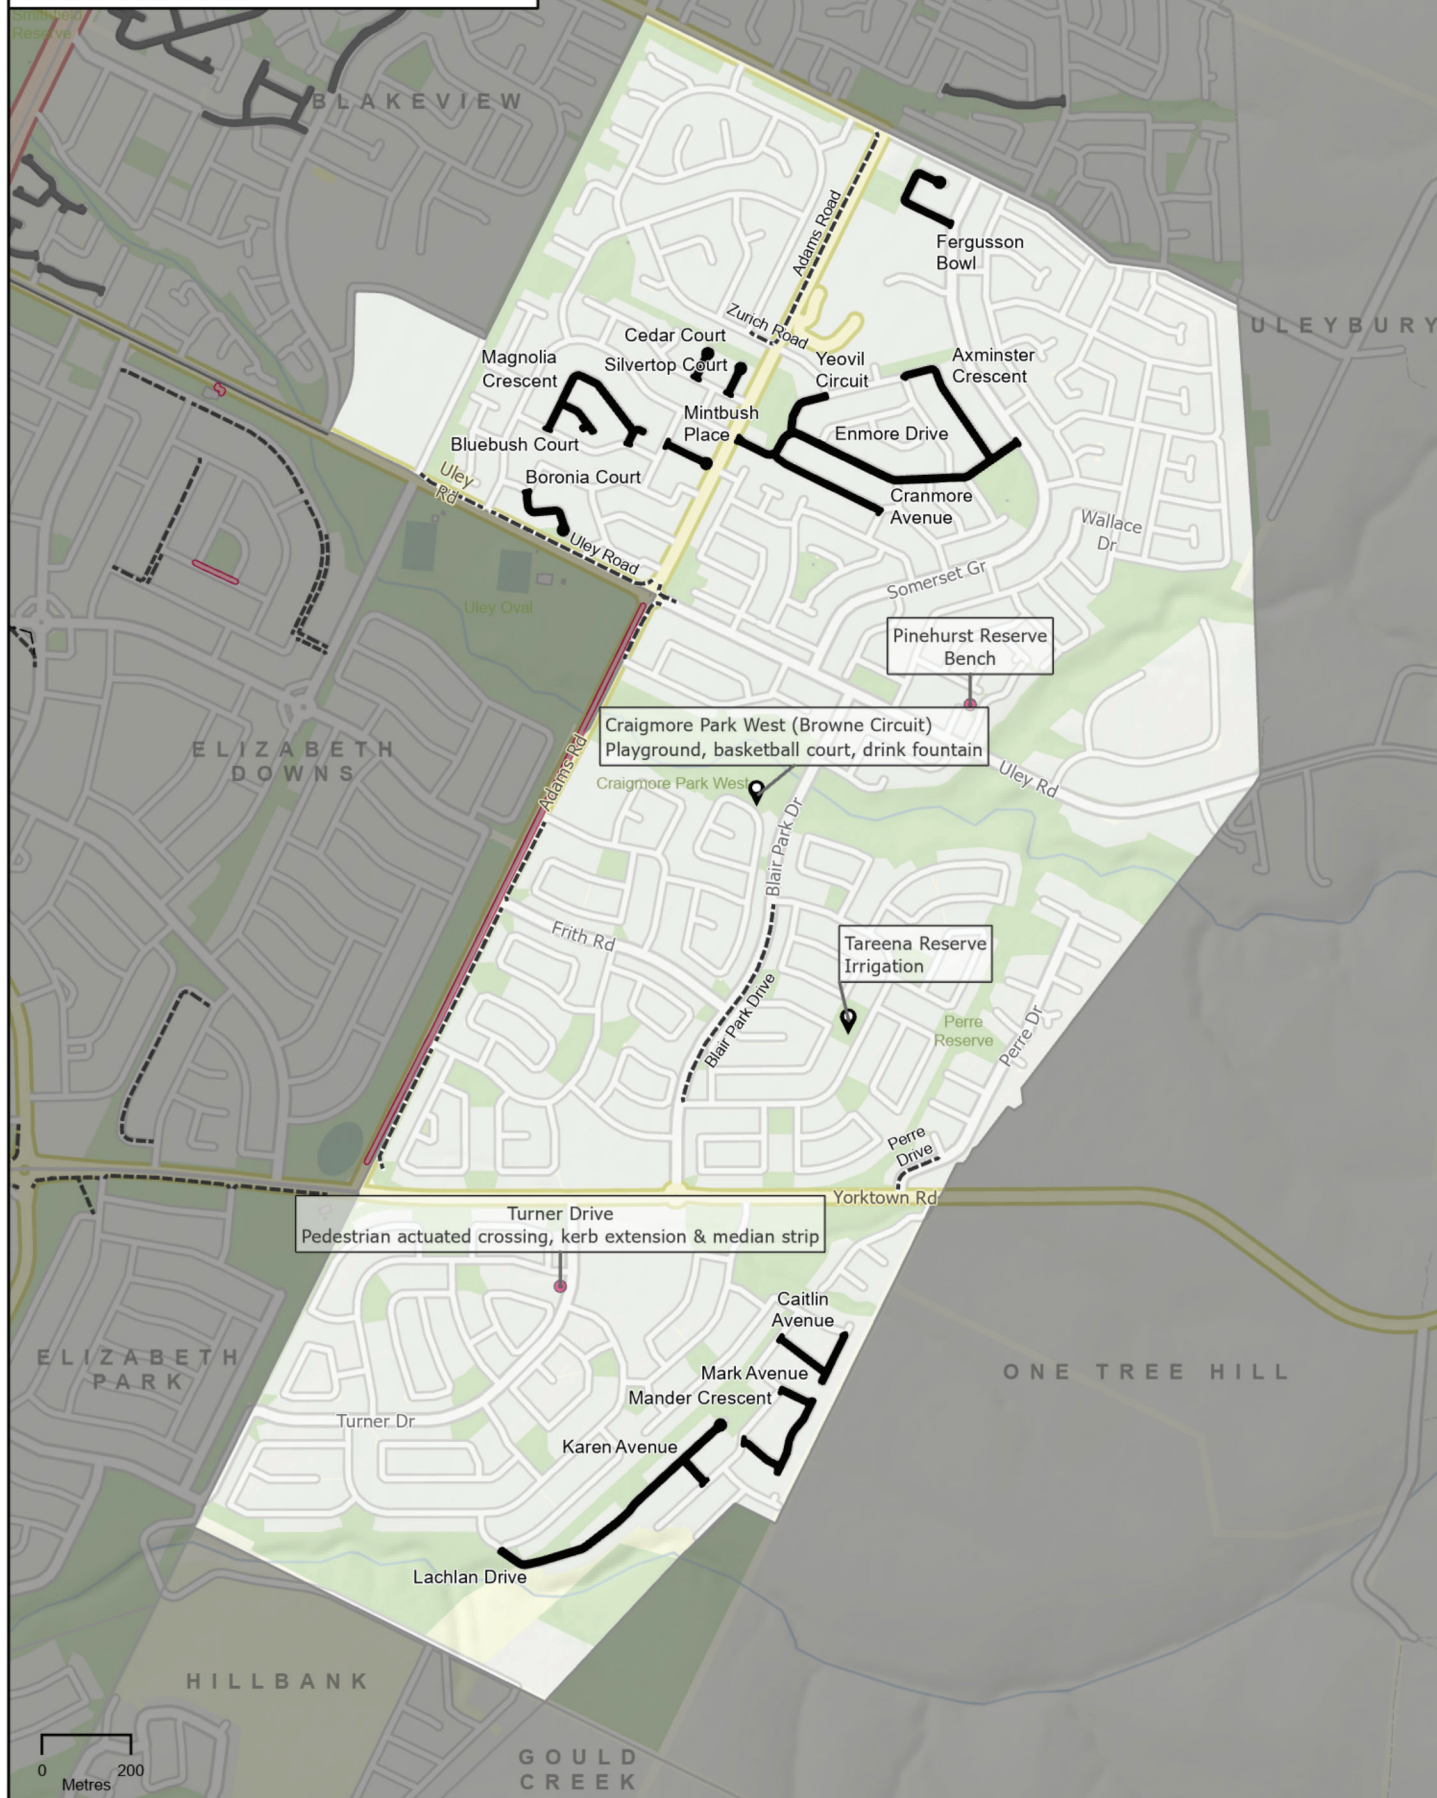 Smithfield
Reserve
BLAKEVIEW
Adams Road
Fergusson
Bowl
ULEYBURY
Zurich Road
Cedar Court
Silvertop Court
Magnolia
Crescent
Yeovil
Circuit
Axminster
Crescent
Mintbush
Place
Enmore Drive
Bluebush Court
Boronia Court
Uley
Rd
Cranmore
Avenue
Wallace
Dr
Uley Road
Somerset Gr
Uley Oval
Pinehurst Reserve
Bench
Craigmore Park West (Browne Circuit)
Playground, basketball court, drink fountain
ELIZABETH
DOWNS
Adams Rd
Craigmore Park West
Uley Rd
Blair Park Dr
Frith Rd
Tareena Reserve
Irrigation
Blair Park Drive
Perre
Reserve
Perre Dr
Perre
Drive
Yorktown Rd
Turner Drive
Pedestrian actuated crossing, kerb extension & median strip
Caitlin
Avenue
ELIZABETH
PARK
ONE TREE HILL
Mark Avenue
Mander Crescent
Turner Dr
Karen Avenue
Lachlan Drive
HILLBANK
GOULD
CREEK
0 200
Metres